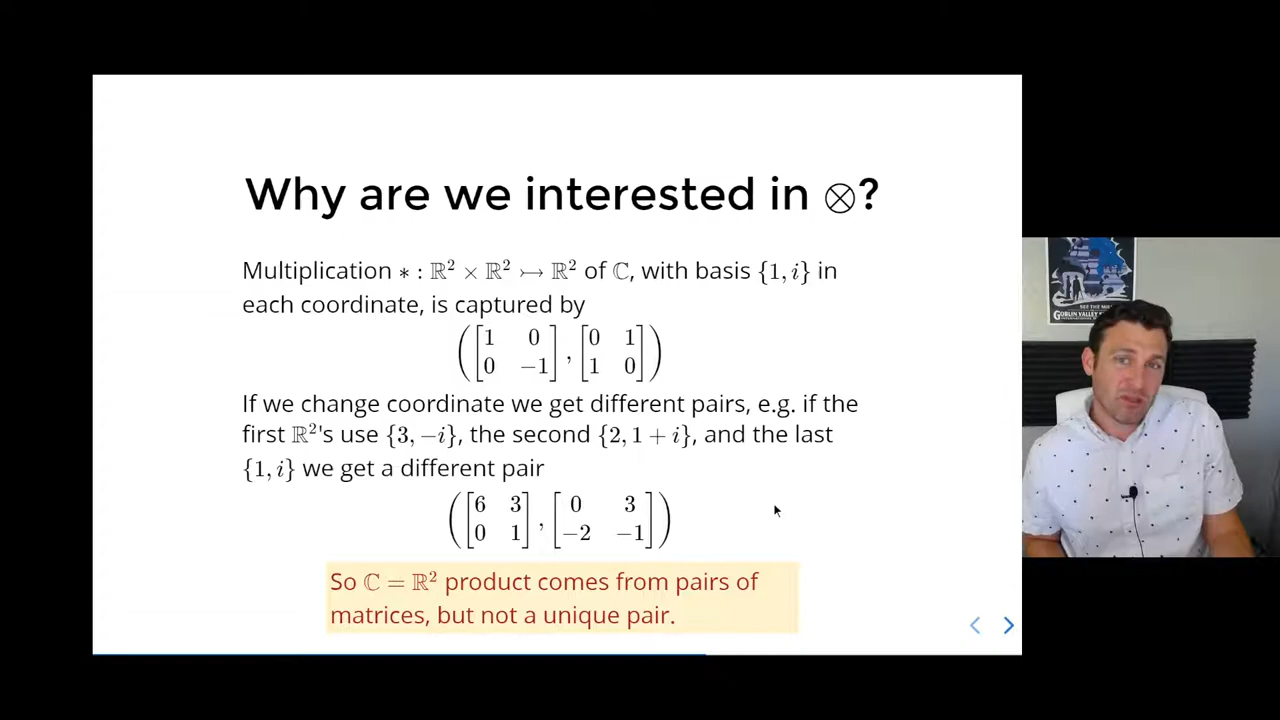 Why are we interested in ⊗?
Multiplication ∗ : ℝ² × ℝ² ↣ ℝ² of ℂ, with basis {1, i} in
each coordinate, is captured by
([1 0
0 −1], [0 1
1 0])
If we change coordinate we get different pairs, e.g. if the
first ℝ²'s use {3, −i}, the second {2, 1 + i}, and the last
{1, i} we get a different pair
([6 3
0 1], [0 3
−2 −1])
So ℂ = ℝ² product comes from pairs of
matrices, but not a unique pair.
GOBLIN VALLEY